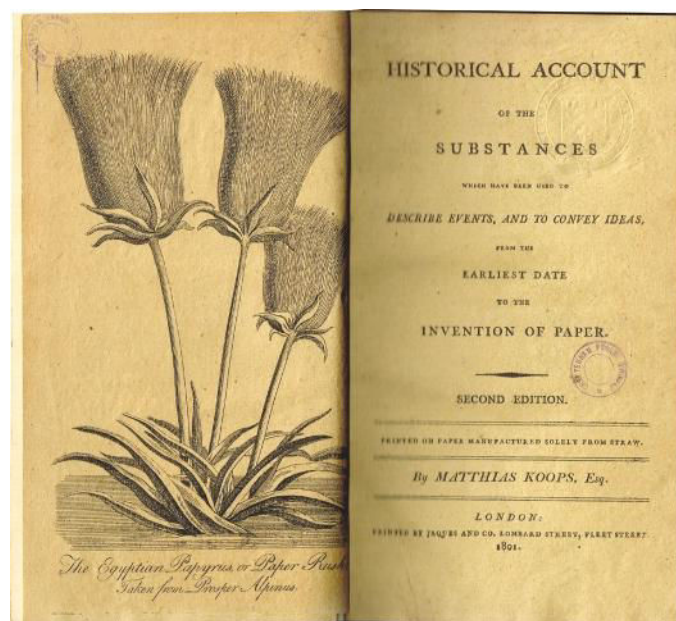 The Egyptian Papyrus, or Paper Rush
Taken from Prosper Alpinus.
HISTORICAL ACCOUNT
OF THE
SUBSTANCES
WHICH HAVE BEEN USED TO
DESCRIBE EVENTS, AND TO CONVEY IDEAS,
FROM THE
EARLIEST DATE
TO THE
INVENTION OF PAPER.
SECOND EDITION.
PRINTED ON PAPER MANUFACTURED SOLELY FROM STRAW.
By MATTHIAS KOOPS, Esq.
LONDON:
PRINTED BY JAQUES AND CO. LOMBARD STREET, FLEET STREET.
1801.